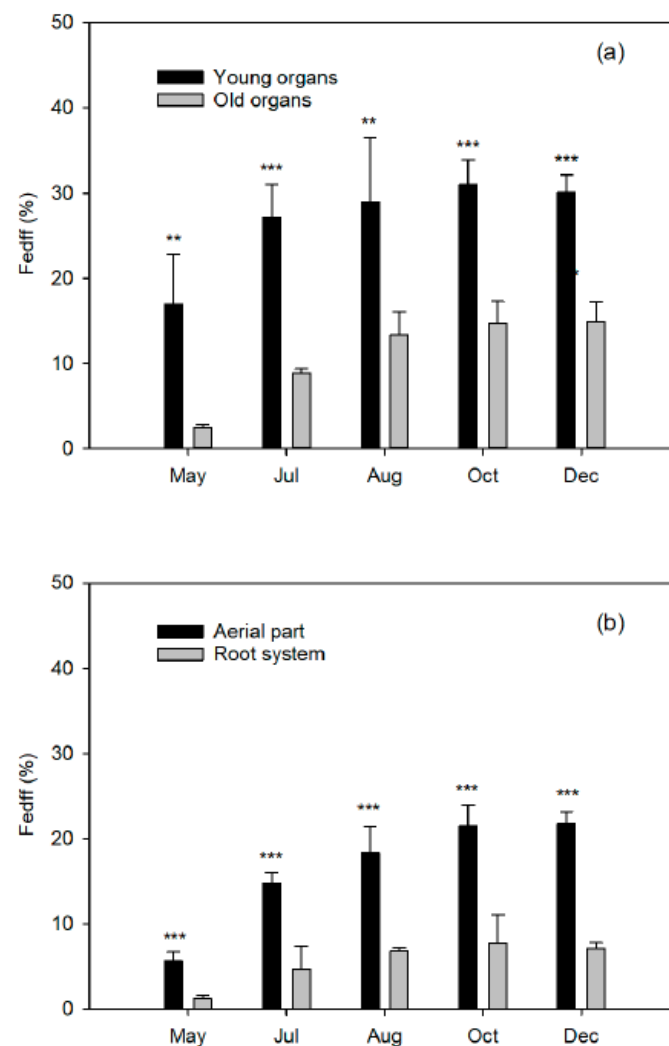 50
(a)
Young organs
Old organs
40
**
***
***
***
30
**
Fedff (%)
20
*
10
0
May Jul Aug Oct Dec
50
(b)
Aerial part
Root system
40
30
Fedff (%)
***
***
***
20
***
10
***
0
May Jul Aug Oct Dec